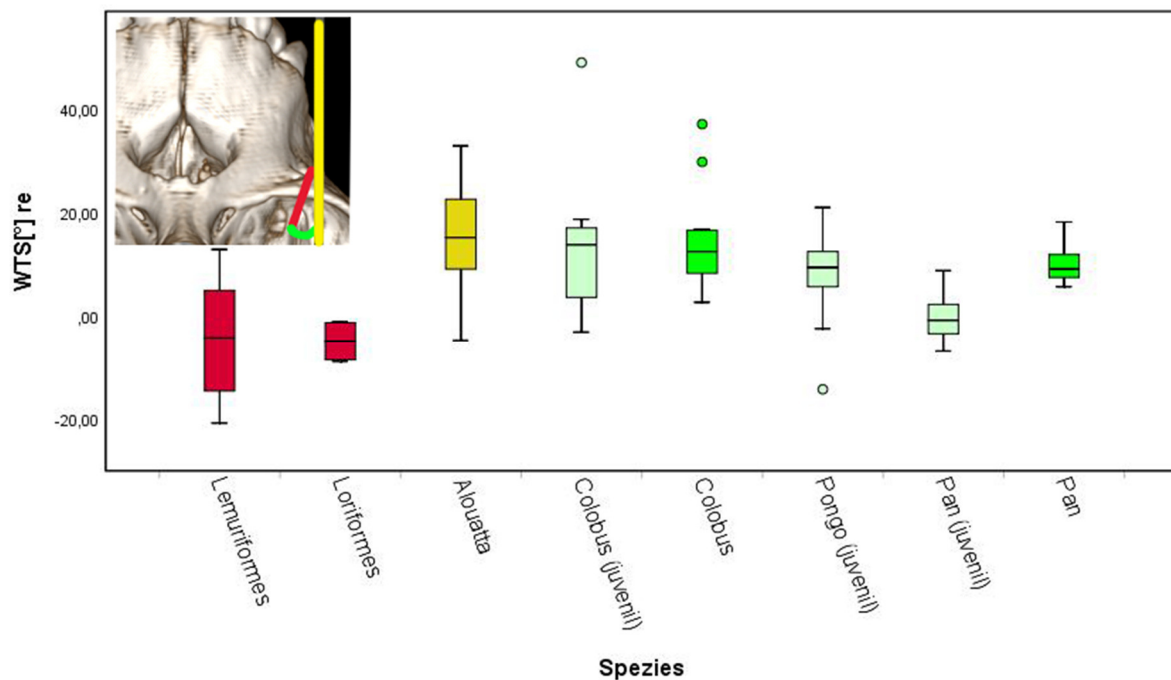 40,00
20,00
,00
-20,00
WTS[°] re
Lemuriformes
Loriformes
Alouatta
Colobus (juvenil)
Colobus
Pongo (juvenil)
Pan (juvenil)
Pan
Spezies